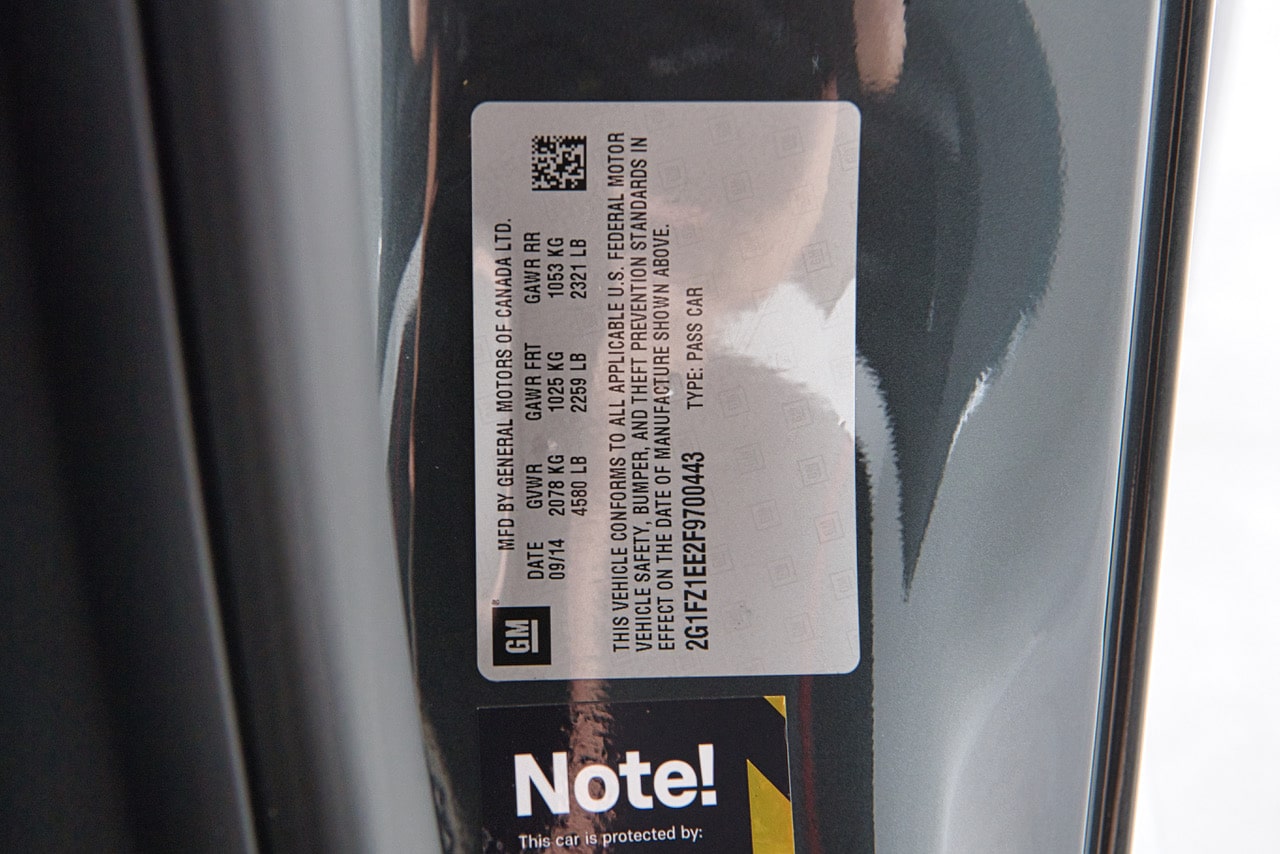 GM
MFD BY GENERAL MOTORS OF CANADA LTD.
DATE GVWR GAWR FRT GAWR RR
09/14 2078 KG 1025 KG 1053 KG
4580 LB 2259 LB 2321 LB
THIS VEHICLE CONFORMS TO ALL APPLICABLE U.S. FEDERAL MOTOR
VEHICLE SAFETY, BUMPER, AND THEFT PREVENTION STANDARDS IN
EFFECT ON THE DATE OF MANUFACTURE SHOWN ABOVE.
2G1FZ1EE2F9700443 TYPE: PASS CAR
Note!
This car is protected by: